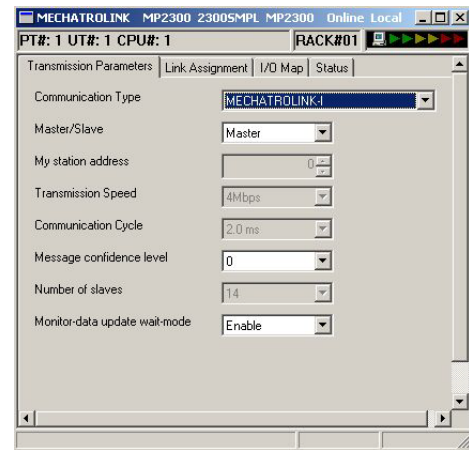 MECHATROLINK MP2300 2300SMPL MP2300 Online Local
PT#: 1 UT#: 1 CPU#: 1 RACK#01
Transmission Parameters Link Assignment I/O Map Status
Communication Type MECHATROLINK-I
Master/Slave Master
My station address 0
Transmission Speed 4Mbps
Communication Cycle 2.0 ms
Message confidence level 0
Number of slaves 14
Monitor-data update wait-mode Enable